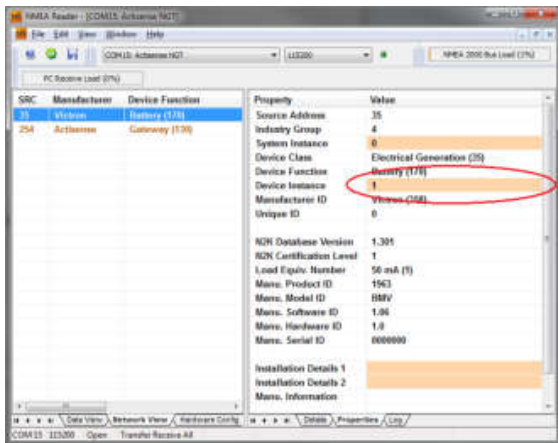 NMEA Reader - [COM15: Actisense NGT]
File Edit View Window Help
COM15: Actisense NGT 115200 NMEA 2000 Bus Load (1%)
PC Receive Load (0%)
SRC Manufacturer Device Function
35 Victron Battery (170)
254 Actisense Gateway (130)
Property Value
Source Address 35
Industry Group 4
System Instance 0
Device Class Electrical Generation (35)
Device Function Battery (170)
Device Instance 1
Manufacturer ID Victron (358)
Unique ID 0
N2K Database Version 1.301
N2K Certification Level 1
Load Equiv. Number 50 mA (1)
Manu. Product ID 1963
Manu. Model ID BMV
Manu. Software ID 1.06
Manu. Hardware ID 1.0
Manu. Serial ID 0000000
Installation Details 1
Installation Details 2
Manu. Information
Data View Network View Hardware Config Details Properties Log
COM15 115200 Open Transfer Receive All